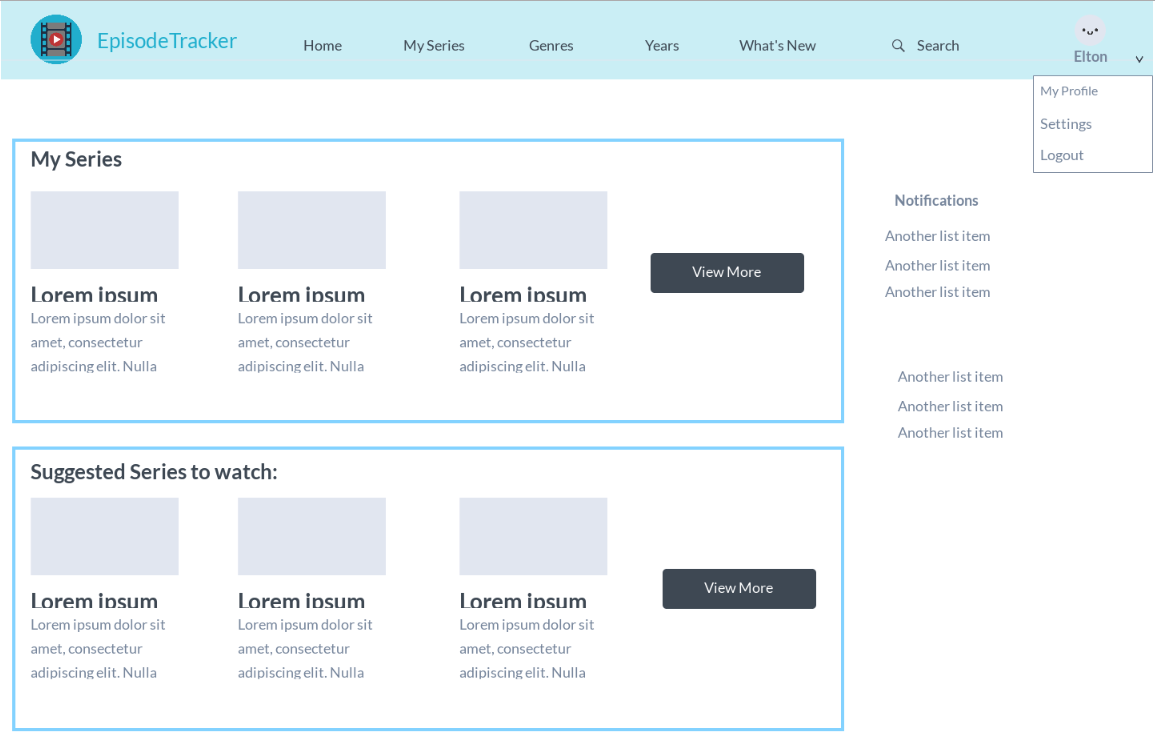 EpisodeTracker
Home
My Series
Genres
Years
What's New
Search
Elton
My Profile
Settings
Logout
My Series
Lorem ipsum
Lorem ipsum dolor sit
amet, consectetur
adipiscing elit. Nulla
Lorem ipsum
Lorem ipsum dolor sit
amet, consectetur
adipiscing elit. Nulla
Lorem ipsum
Lorem ipsum dolor sit
amet, consectetur
adipiscing elit. Nulla
View More
Notifications
Another list item
Another list item
Another list item
Another list item
Another list item
Another list item
Suggested Series to watch:
Lorem ipsum
Lorem ipsum dolor sit
amet, consectetur
adipiscing elit. Nulla
Lorem ipsum
Lorem ipsum dolor sit
amet, consectetur
adipiscing elit. Nulla
Lorem ipsum
Lorem ipsum dolor sit
amet, consectetur
adipiscing elit. Nulla
View More